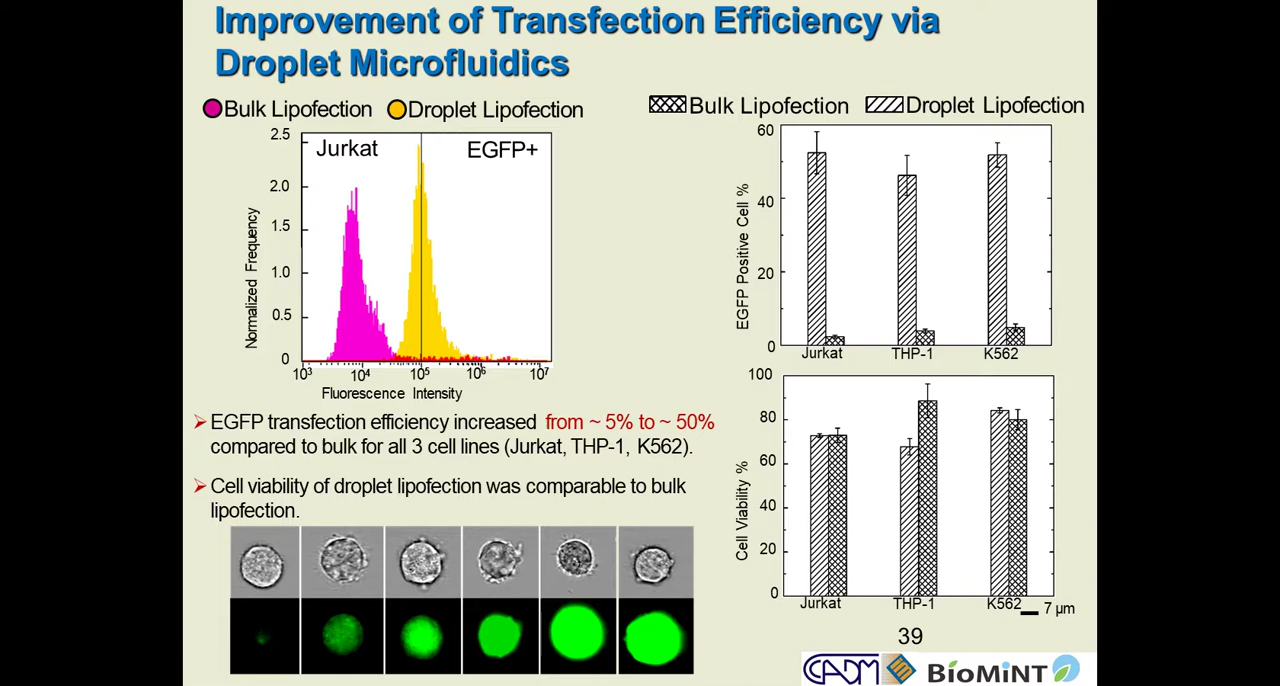 Improvement of Transfection Efficiency via
Droplet Microfluidics
Bulk Lipofection Droplet Lipofection
2.5
2.0
1.5
1.0
0.5
0
Normalized Frequency
Jurkat EGFP+
10³ 10⁴ 10⁵ 10⁶ 10⁷
Fluorescence Intensity
➢ EGFP transfection efficiency increased from ~ 5% to ~ 50%
compared to bulk for all 3 cell lines (Jurkat, THP-1, K562).
➢ Cell viability of droplet lipofection was comparable to bulk
lipofection.
Bulk Lipofection Droplet Lipofection
60
40
20
0
EGFP Positive Cell %
Jurkat THP-1 K562
100
80
60
40
20
0
Cell Viability %
Jurkat THP-1 K562
7 µm
39
CADM BioMiNT